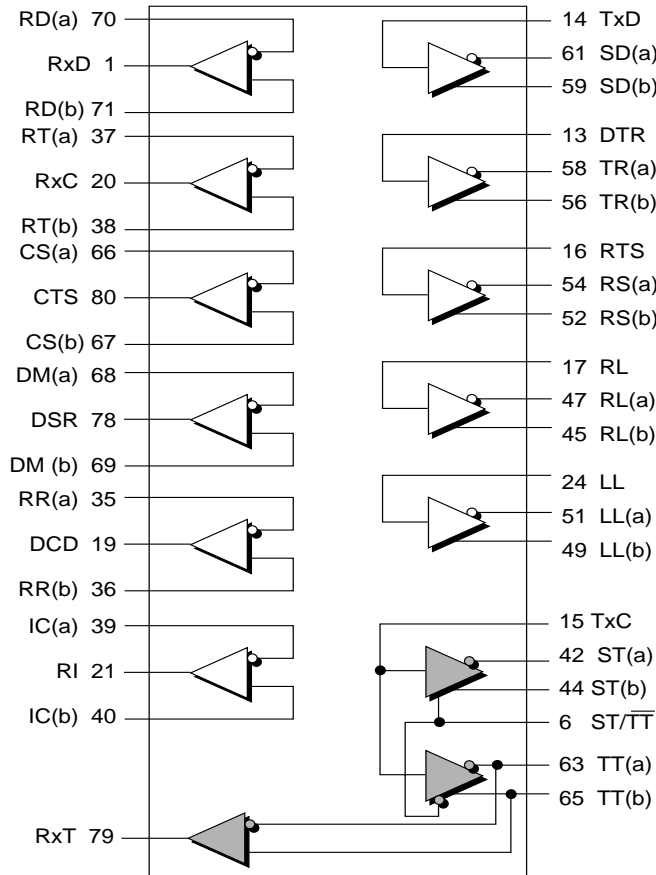 RD(a) 70
RxD 1
RD(b) 71
RT(a) 37
RxC 20
RT(b) 38
CS(a) 66
CTS 80
CS(b) 67
DM(a) 68
DSR 78
DM (b) 69
RR(a) 35
DCD 19
RR(b) 36
IC(a) 39
RI 21
IC(b) 40
RxT 79
14 TxD
61 SD(a)
59 SD(b)
13 DTR
58 TR(a)
56 TR(b)
16 RTS
54 RS(a)
52 RS(b)
17 RL
47 RL(a)
45 RL(b)
24 LL
51 LL(a)
49 LL(b)
15 TxC
42 ST(a)
44 ST(b)
6 ST/T̅T̅
63 TT(a)
65 TT(b)